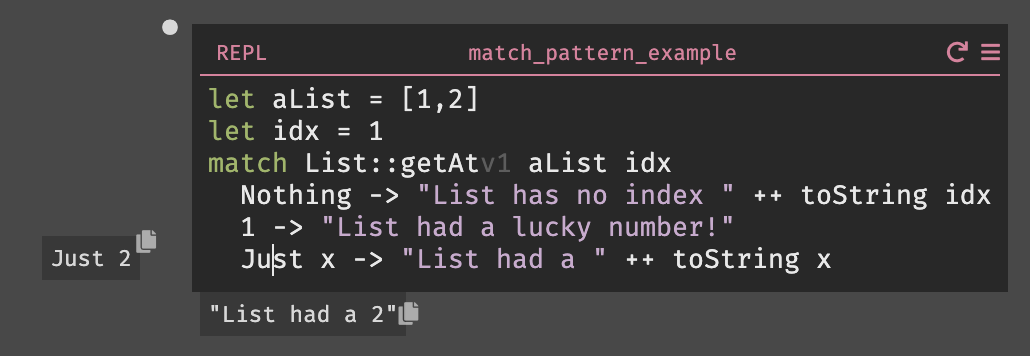 REPL match_pattern_example
let aList = [1,2]
let idx = 1
match List::getAtv1 aList idx
  Nothing -> "List has no index " ++ toString idx
  1 -> "List had a lucky number!"
  Just x -> "List had a " ++ toString x
Just 2
"List had a 2"